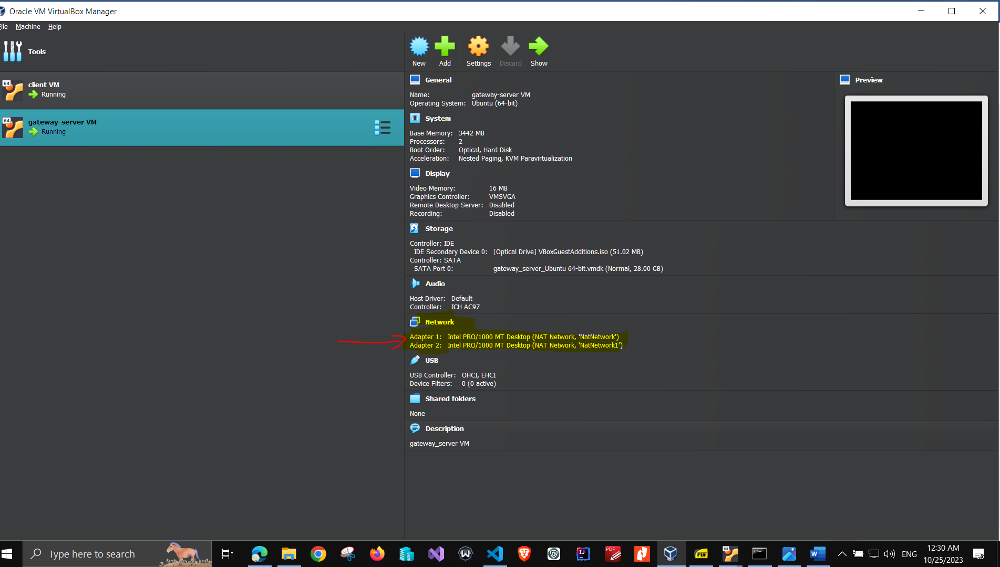 Oracle VM VirtualBox Manager
File Machine Help
Tools
New Add Settings Discard Show
64
client VM
Running
64
gateway-server VM
Running
General
Name: gateway-server VM
Operating System: Ubuntu (64-bit)
System
Base Memory: 3442 MB
Processors: 2
Boot Order: Optical, Hard Disk
Acceleration: Nested Paging, KVM Paravirtualization
Display
Video Memory: 16 MB
Graphics Controller: VMSVGA
Remote Desktop Server: Disabled
Recording: Disabled
Storage
Controller: IDE
IDE Secondary Device 0: [Optical Drive] VBoxGuestAdditions.iso (51.02 MB)
Controller: SATA
SATA Port 0: gateway_server_Ubuntu 64-bit.vmdk (Normal, 28.00 GB)
Audio
Host Driver: Default
Controller: ICH AC97
Network
Adapter 1: Intel PRO/1000 MT Desktop (NAT Network, 'NatNetwork')
Adapter 2: Intel PRO/1000 MT Desktop (NAT Network, 'NatNetwork1')
USB
USB Controller: OHCI, EHCI
Device Filters: 0 (0 active)
Shared folders
None
Description
gateway_server VM
Preview
Type here to search
ENG
12:30 AM
10/25/2023